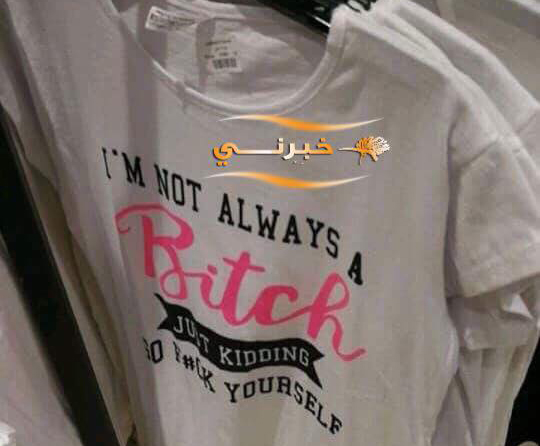 خبرني
I'M NOT ALWAYS A
Bitch
JUST KIDDING
GO F#CK YOURSELF